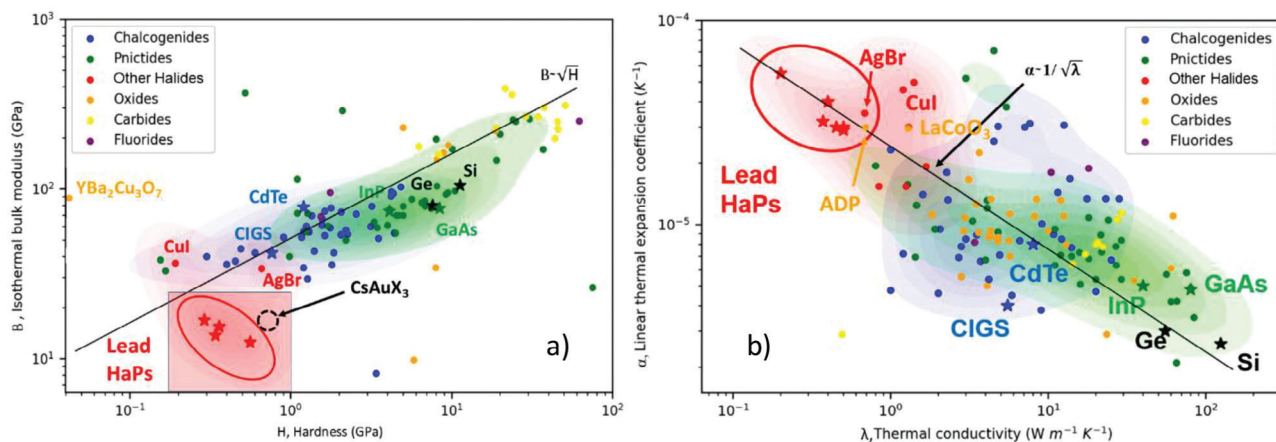 10³
10²
10¹
B, Isothermal bulk modulus (GPa)
Chalcogenides
Pnictides
Other Halides
Oxides
Carbides
Fluorides
B~√H
YBa₂Cu₃O₇
CdTe
InP
Ge
Si
CIGS
GaAs
CuI
AgBr
CsAuX₃
Lead
HaPs
a)
10⁻¹
10⁰
10¹
10²
H, Hardness (GPa)
10⁻⁴
10⁻⁵
α, Linear thermal expansion coefficient (K⁻¹)
Chalcogenides
Pnictides
Other Halides
Oxides
Carbides
Fluorides
AgBr
α~1/√λ
CuI
LaCoO₃
Lead
HaPs
ADP
CdTe
GaAs
InP
CIGS
Ge
Si
b)
10⁻¹
10⁰
10¹
10²
λ,Thermal conductivity (W m⁻¹ K⁻¹)